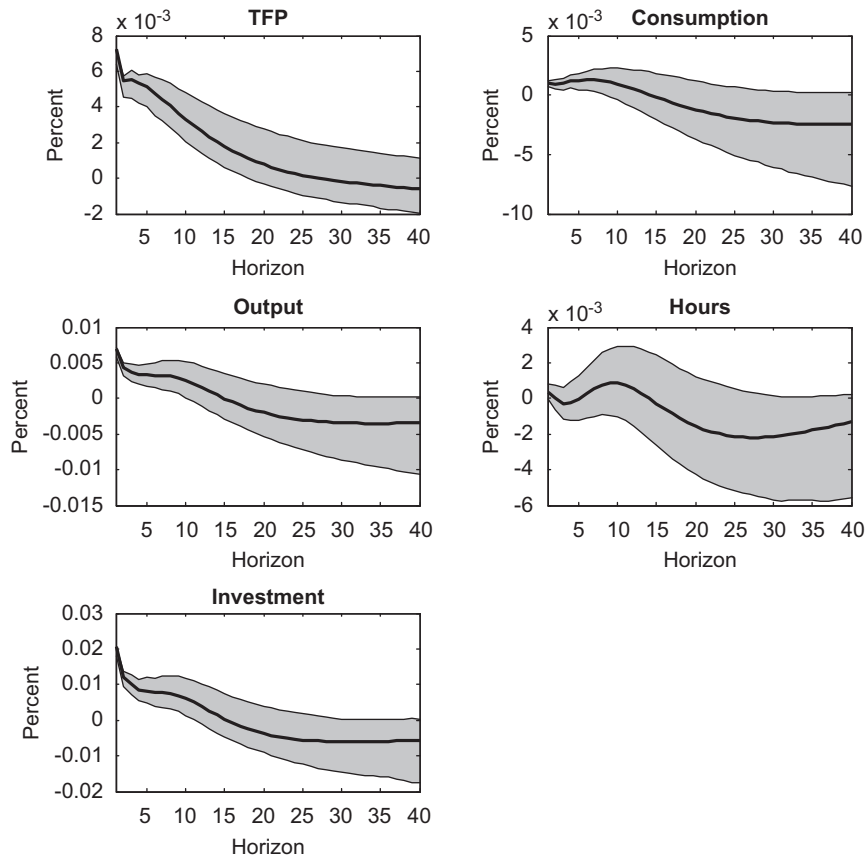 TFP
x 10⁻³
8
6
4
2
0
-2
Percent
5 10 15 20 25 30 35 40
Horizon
Consumption
5
0
-5
-10
x 10⁻³
Percent
5 10 15 20 25 30 35 40
Horizon
Output
0.01
0.005
0
-0.005
-0.01
-0.015
Percent
5 10 15 20 25 30 35 40
Horizon
Hours
x 10⁻³
4
2
0
-2
-4
-6
Percent
5 10 15 20 25 30 35 40
Horizon
Investment
0.03
0.02
0.01
0
-0.01
-0.02
Percent
5 10 15 20 25 30 35 40
Horizon